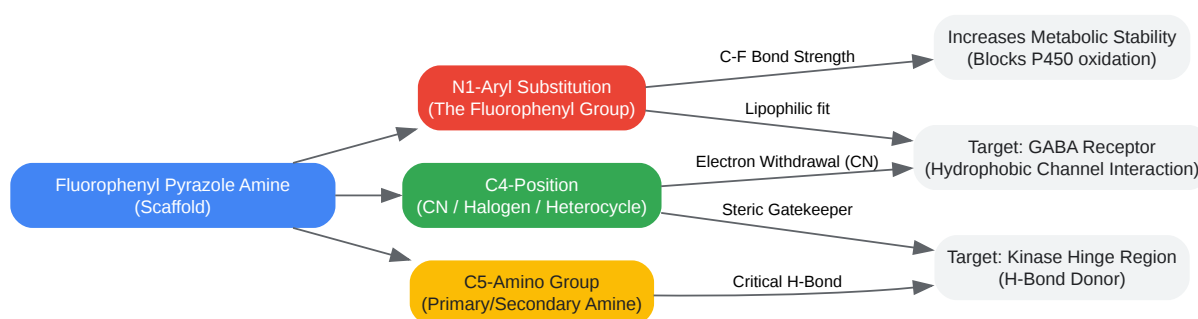 Fluorophenyl Pyrazole Amine
(Scaffold)
N1-Aryl Substitution
(The Fluorophenyl Group)
C4-Position
(CN / Halogen / Heterocycle)
C5-Amino Group
(Primary/Secondary Amine)
C-F Bond Strength
Lipophilic fit
Electron Withdrawal (CN)
Steric Gatekeeper
Critical H-Bond
Increases Metabolic Stability
(Blocks P450 oxidation)
Target: GABA Receptor
(Hydrophobic Channel Interaction)
Target: Kinase Hinge Region
(H-Bond Donor)